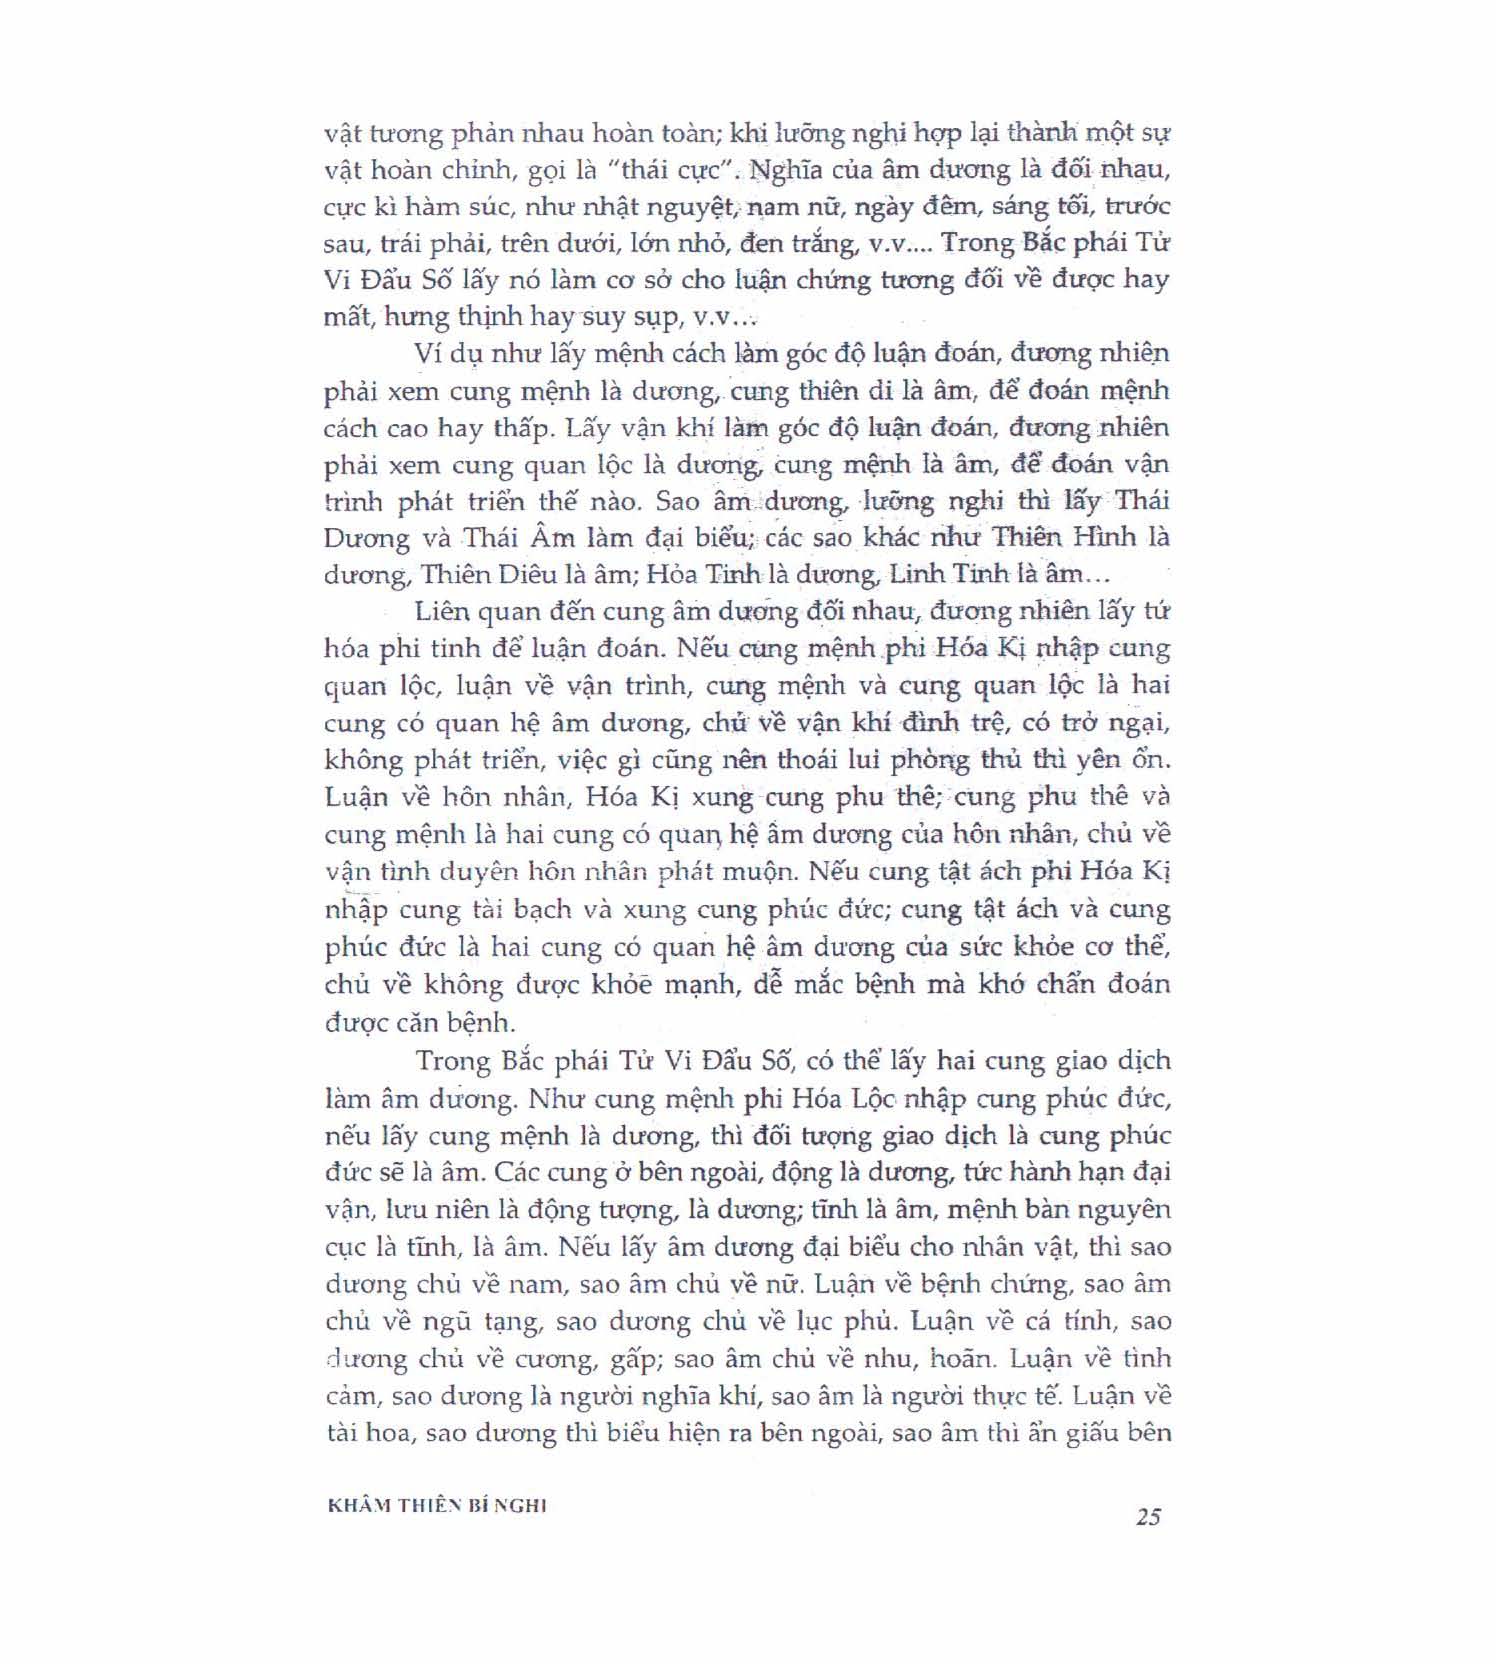 vật tương phản nhau hoàn toàn; khi lưỡng nghi hợp lại thành một sự
vật hoàn chỉnh, gọi là "thái cực". Nghĩa của âm dương là đối nhau,
cực kì hàm súc, như nhật nguyệt, nam nữ, ngày đêm, sáng tối, trước
sau, trái phải, trên dưới, lớn nhỏ, đen trắng, v.v.... Trong Bắc phái Tử
Vi Đẩu Số lấy nó làm cơ sở cho luận chứng tương đối về được hay
mất, hưng thịnh hay suy sụp, v.v...
Ví dụ như lấy mệnh cách làm góc độ luận đoán, đương nhiên
phải xem cung mệnh là dương, cung thiên di là âm, để đoán mệnh
cách cao hay thấp. Lấy vận khí làm góc độ luận đoán, đương nhiên
phải xem cung quan lộc là dương, cung mệnh là âm, để đoán vận
trình phát triển thế nào. Sao âm dương, lưỡng nghi thì lấy Thái
Dương và Thái Âm làm đại biểu; các sao khác như Thiên Hình là
dương, Thiên Diêu là âm; Hỏa Tinh là dương, Linh Tinh là âm...
Liên quan đến cung âm dương đối nhau, đương nhiên lấy tứ
hóa phi tinh để luận đoán. Nếu cung mệnh phi Hóa Kị nhập cung
quan lộc, luận về vận trình, cung mệnh và cung quan lộc là hai
cung có quan hệ âm dương, chủ về vận khí đình trệ, có trở ngại,
không phát triển, việc gì cũng nên thoái lui phòng thủ thì yên ổn.
Luận về hôn nhân, Hóa Kị xung cung phu thê; cung phu thê và
cung mệnh là hai cung có quan hệ âm dương của hôn nhân, chủ về
vận tình duyên hôn nhân phát muộn. Nếu cung tật ách phi Hóa Kị
nhập cung tài bạch và xung cung phúc đức; cung tật ách và cung
phúc đức là hai cung có quan hệ âm dương của sức khỏe cơ thể,
chủ về không được khỏe mạnh, dễ mắc bệnh mà khó chẩn đoán
được căn bệnh.
Trong Bắc phái Tử Vi Đẩu Số, có thể lấy hai cung giao dịch
làm âm dương. Như cung mệnh phi Hóa Lộc nhập cung phúc đức,
nếu lấy cung mệnh là dương, thì đối tượng giao dịch là cung phúc
đức sẽ là âm. Các cung ở bên ngoài, động là dương, tức hành hạn đại
vận, lưu niên là động tượng, là dương; tĩnh là âm, mệnh bàn nguyên
cục là tĩnh, là âm. Nếu lấy âm dương đại biểu cho nhân vật, thì sao
dương chủ về nam, sao âm chủ về nữ. Luận về bệnh chứng, sao âm
chủ về ngũ tạng, sao dương chủ về lục phủ. Luận về cá tính, sao
dương chủ về cương, gấp; sao âm chủ về nhu, hoãn. Luận về tình
cảm, sao dương là người nghĩa khí, sao âm là người thực tế. Luận về
tài hoa, sao dương thì biểu hiện ra bên ngoài, sao âm thì ẩn giấu bên
KHÂM THIÊN BÍ NGHI
25